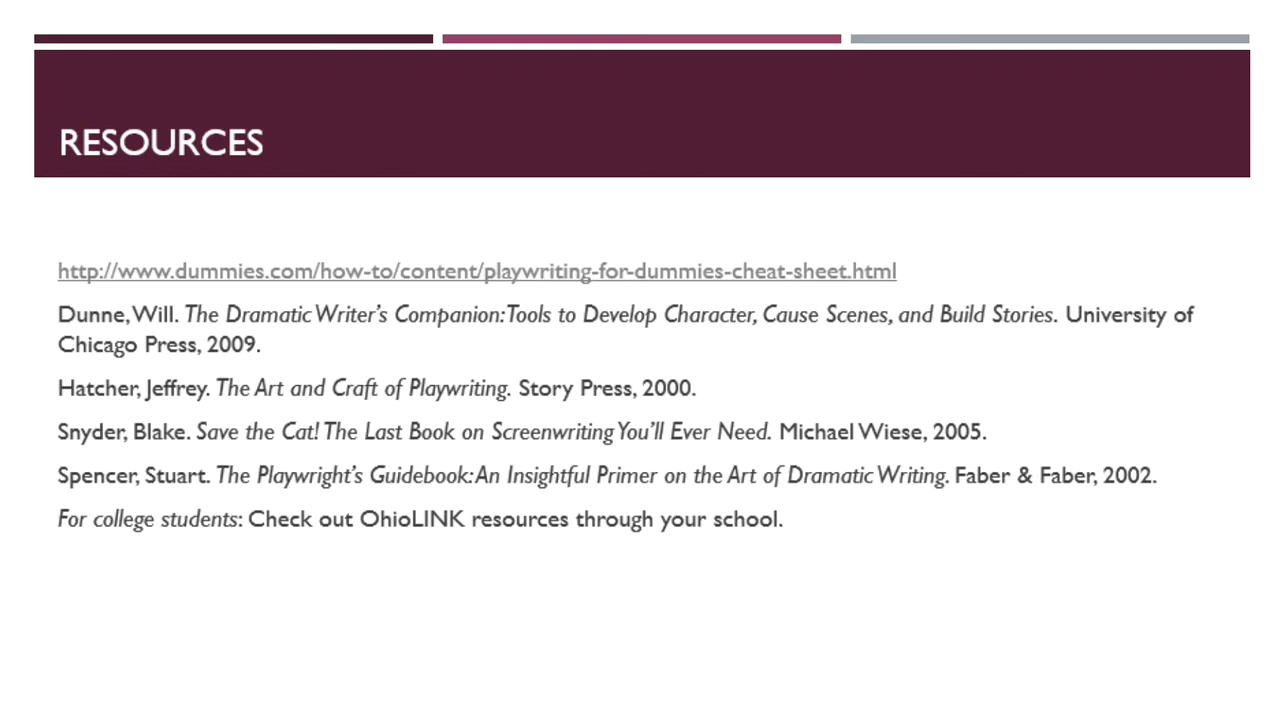 RESOURCES
http://www.dummies.com/how-to/content/playwriting-for-dummies-cheat-sheet.html
Dunne, Will. The Dramatic Writer’s Companion: Tools to Develop Character, Cause Scenes, and Build Stories. University of
Chicago Press, 2009.
Hatcher, Jeffrey. The Art and Craft of Playwriting. Story Press, 2000.
Snyder, Blake. Save the Cat! The Last Book on Screenwriting You’ll Ever Need. Michael Wiese, 2005.
Spencer, Stuart. The Playwright’s Guidebook: An Insightful Primer on the Art of Dramatic Writing. Faber & Faber, 2002.
For college students: Check out OhioLINK resources through your school.